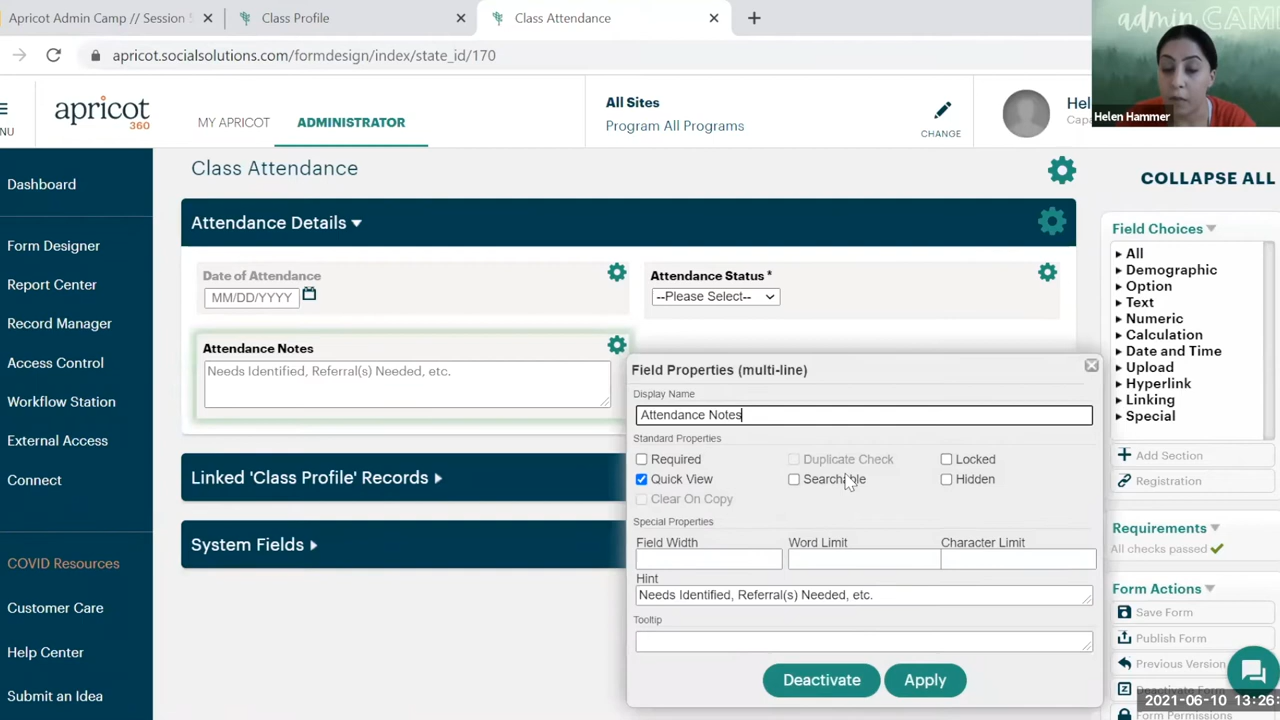 Apricot Admin Camp // Session
Class Profile
Class Attendance
admin CAM
apricot.socialsolutions.com/formdesign/index/state_id/170
NU
apricot
360
MY APRICOT
ADMINISTRATOR
All Sites
Program All Programs
CHANGE
Hel
Capa
Helen Hammer
Dashboard
Form Designer
Report Center
Record Manager
Access Control
Workflow Station
External Access
Connect
COVID Resources
Customer Care
Help Center
Submit an Idea
Class Attendance
Attendance Details
Date of Attendance
MM/DD/YYYY
Attendance Status *
--Please Select--
Attendance Notes
Needs Identified, Referral(s) Needed, etc.
Linked 'Class Profile' Records
System Fields
Field Properties (multi-line)
Display Name
Attendance Notes
Standard Properties
Required
Duplicate Check
Locked
Quick View
Searchable
Hidden
Clear On Copy
Special Properties
Field Width
Word Limit
Character Limit
Hint
Needs Identified, Referral(s) Needed, etc.
Tooltip
Deactivate
Apply
COLLAPSE ALL
Field Choices
All
Demographic
Option
Text
Numeric
Calculation
Date and Time
Upload
Hyperlink
Linking
Special
Add Section
Registration
Requirements
All checks passed
Form Actions
Save Form
Publish Form
Previous Version
Deactivate Form
2021-06-10 13:26:
Form Permissions